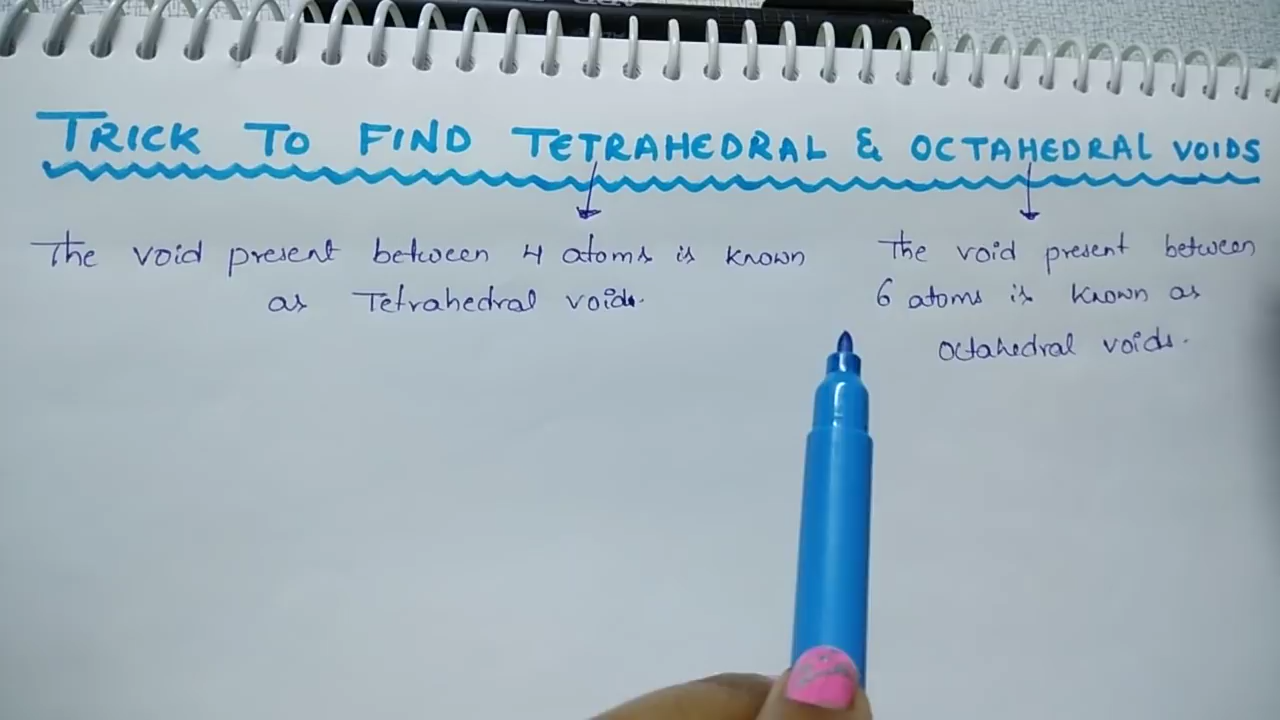 TRICK TO FIND TETRAHEDRAL & OCTAHEDRAL VOIDS
The void present between 4 atoms is known
as Tetrahedral voids.
The void present between
6 atoms is known as
octahedral voids.